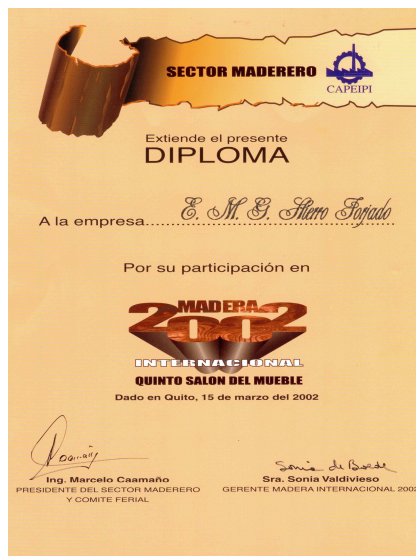 SECTOR MADERERO
CAPEIPI
Extiende el presente
DIPLOMA
A la empresa.....E. M. G. Hierro Forjado
Por su participación en
MADERA
2002
INTERNACIONAL
QUINTO SALON DEL MUEBLE
Dado en Quito, 15 de marzo del 2002
Sonia de Boede
Ing. Marcelo Caamaño
PRESIDENTE DEL SECTOR MADERERO
Y COMITE FERIAL
Sra. Sonia Valdivieso
GERENTE MADERA INTERNACIONAL 2002